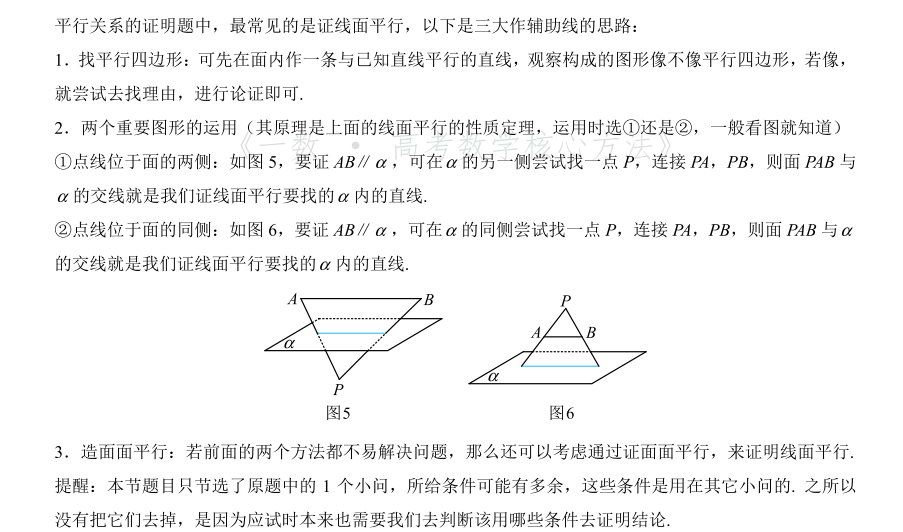 平行关系的证明题中，最常见的是证线面平行，以下是三大作辅助线的思路：
1．找平行四边形：可先在面内作一条与已知直线平行的直线，观察构成的图形像不像平行四边形，若像，
就尝试去找理由，进行论证即可.
2．两个重要图形的运用（其原理是上面的线面平行的性质定理，运用时选①还是②，一般看图就知道）
《一数·高考数学核心方法》
①点线位于面的两侧：如图 5，要证 AB∥α，可在α的另一侧尝试找一点 P，连接 PA，PB，则面 PAB 与
α的交线就是我们证线面平行要找的α内的直线.
②点线位于面的同侧：如图 6，要证 AB∥α，可在α的同侧尝试找一点 P，连接 PA，PB，则面 PAB 与α
的交线就是我们证线面平行要找的α内的直线.
A B
α
P
图5
P
A B
α
图6
3．造面面平行：若前面的两个方法都不易解决问题，那么还可以考虑通过证面面平行，来证明线面平行.
提醒：本节题目只节选了原题中的 1 个小问，所给条件可能有多余，这些条件是用在其它小问的. 之所以
没有把它们去掉，是因为应试时本来也需要我们去判断该用哪些条件去证明结论.